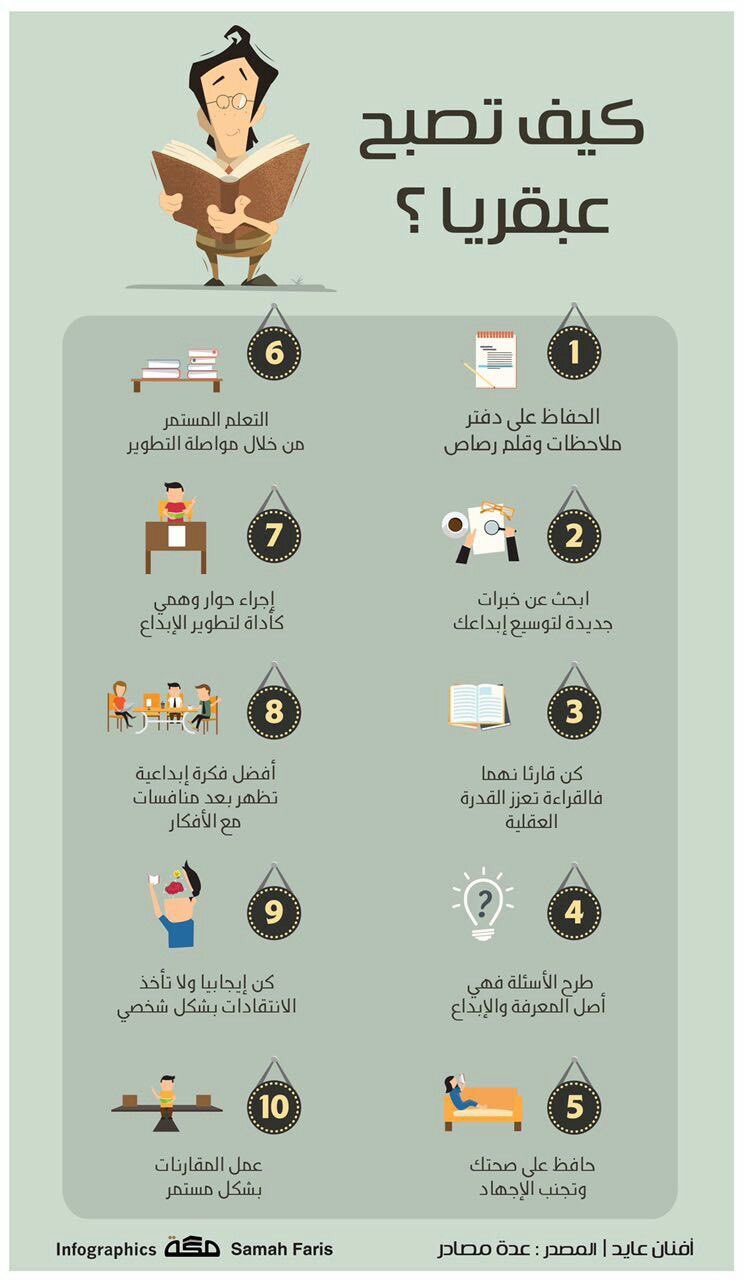 كيف تصبح
عبقريا ؟
1
الحفاظ على دفتر
ملاحظات وقلم رصاص
2
ابحث عن خبرات
جديدة لتوسيع إبداعك
3
كن قارئا نهما
فالقراءة تعزز القدرة
العقلية
4
?
طرح الأسئلة فهي
أصل المعرفة والإبداع
5
حافظ على صحتك
وتجنب الإجهاد
6
التعلم المستمر
من خلال مواصلة التطوير
7
إجراء حوار وهمي
كأداة لتطوير الإبداع
8
أفضل فكرة إبداعية
تظهر بعد منافسات
مع الأفكار
9
كن إيجابيا ولا تأخذ
الانتقادات بشكل شخصي
10
عمل المقارنات
بشكل مستمر
أفنان عايد | المصدر : عدة مصادر
Infographics مكة Samah Faris